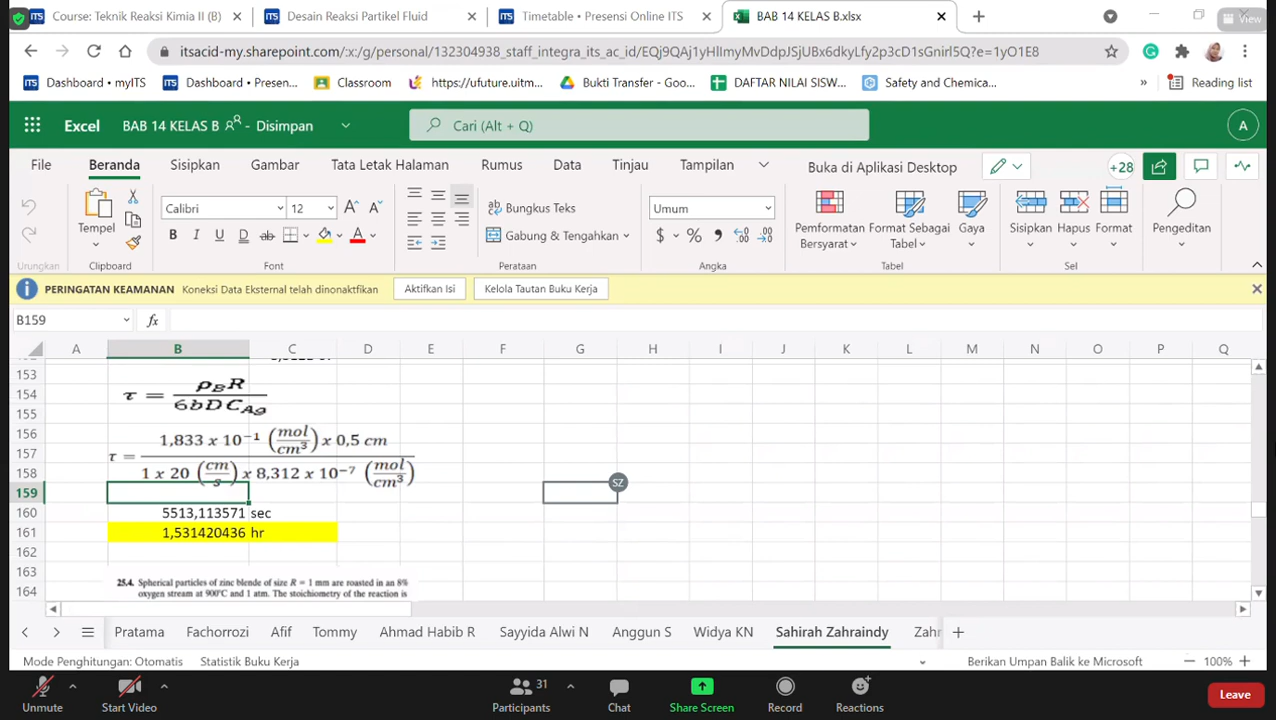 Course: Teknik Reaksi Kimia II (B)
Desain Reaksi Partikel Fluid
Timetable • Presensi Online ITS
BAB 14 KELAS B.xlsx
View
itsacid-my.sharepoint.com/:x:/g/personal/132304939_staff_integra_its_ac_id/EQj9QAj1yHlInyMvDdpJSjUBx6dkyLfy2p3cD1sGnirl5Q?e=1yO1E8
Dashboard • myITS
Dashboard • Presen...
Classroom
https://ufuture.uitm...
Bukti Transfer - Goo...
DAFTAR NILAI SISW...
Safety and Chemica...
»
Reading list
Excel
BAB 14 KELAS B - Disimpan
Cari (Alt + Q)
A
File
Beranda
Sisipkan
Gambar
Tata Letak Halaman
Rumus
Data
Tinjau
Tampilan
Buka di Aplikasi Desktop
+28
Tempel
Calibri
12
Bungkus Teks
Gabung & Tengahkan
Umum
Pemformatan Bersyarat
Format Sebagai Tabel
Gaya
Sisipkan
Hapus
Format
Pengeditan
Urungkan
Clipboard
Font
Perataan
Angka
Tabel
Sel
PERINGATAN KEAMANAN Koneksi Data Eksternal telah dinonaktfikan
Aktifkan Isi
Kelola Tautan Buku Kerja
B159
fx
A B C D E F G H I J K L M N O P Q
153
154
155
τ = ρB R / 6bDCAg
156
157
158
τ = 1,833 x 10⁻¹ (mol/cm³) x 0,5 cm / 1 x 20 (cm/s) x 8,312 x 10⁻⁷ (mol/cm³)
159
SZ
160 5513,113571 sec
161 1,531420436 hr
162
163 25.4. Spherical particles of zinc blende of size R = 1 mm are roasted in an 8%
164 oxygen stream at 900°C and 1 atm. The stoichiometry of the reaction is
Pratama
Fachorrozi
Afif
Tommy
Ahmad Habib R
Sayyida Alwi N
Anggun S
Widya KN
Sahirah Zahraindy
Zahr
Mode Penghitungan: Otomatis
Statistik Buku Kerja
Berikan Umpan Balik ke Microsoft
100%
Unmute
Start Video
31
Participants
Chat
Share Screen
Record
Reactions
Leave